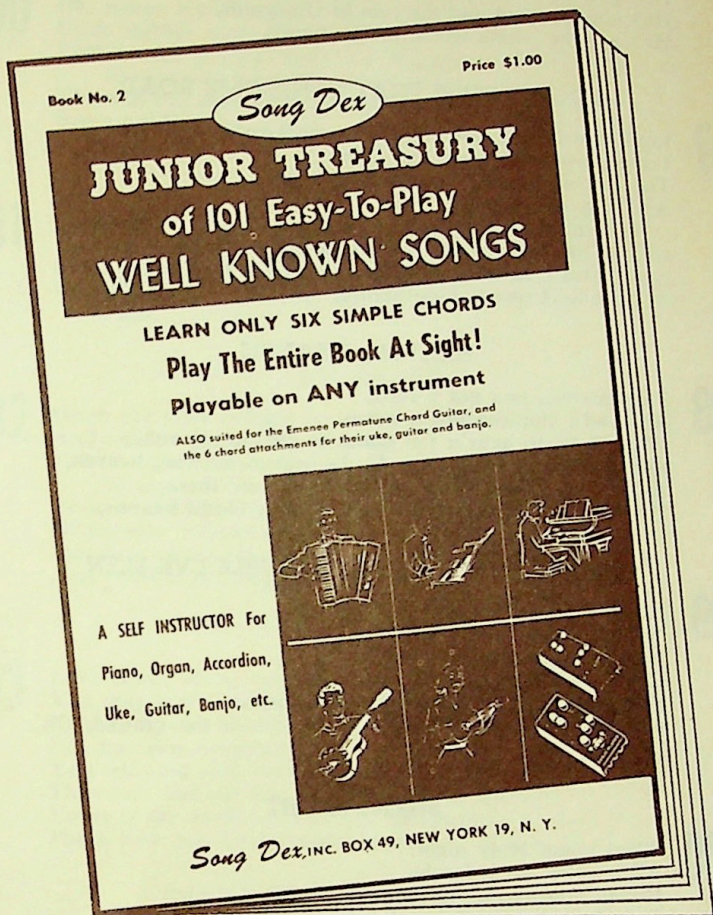 Book No. 2
Price $1.00
Song Dex
JUNIOR TREASURY
of 101 Easy-To-Play
WELL KNOWN SONGS
LEARN ONLY SIX SIMPLE CHORDS
Play The Entire Book At Sight!
Playable on ANY instrument
ALSO suited for the Emenee Permatune Chord Guitar, and
the 6 chord attachments for their uke, guitar and banjo.
A SELF INSTRUCTOR For
Piano, Organ, Accordion,
Uke, Guitar, Banjo, etc.
Song Dex, INC. BOX 49, NEW YORK 19, N. Y.